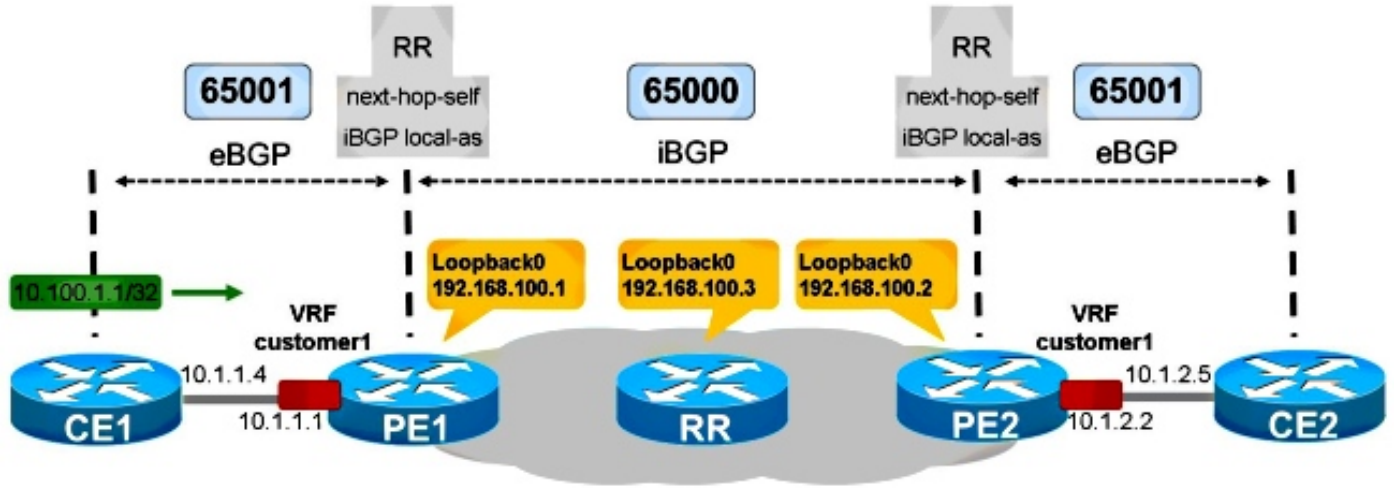 RR
next-hop-self
iBGP local-as
RR
next-hop-self
iBGP local-as
65001
65000
65001
eBGP
iBGP
eBGP
Loopback0
192.168.100.1
Loopback0
192.168.100.3
Loopback0
192.168.100.2
10.100.1.1/32
VRF
customer1
VRF
customer1
10.1.1.4
10.1.1.1
10.1.2.5
10.1.2.2
CE1
PE1
RR
PE2
CE2